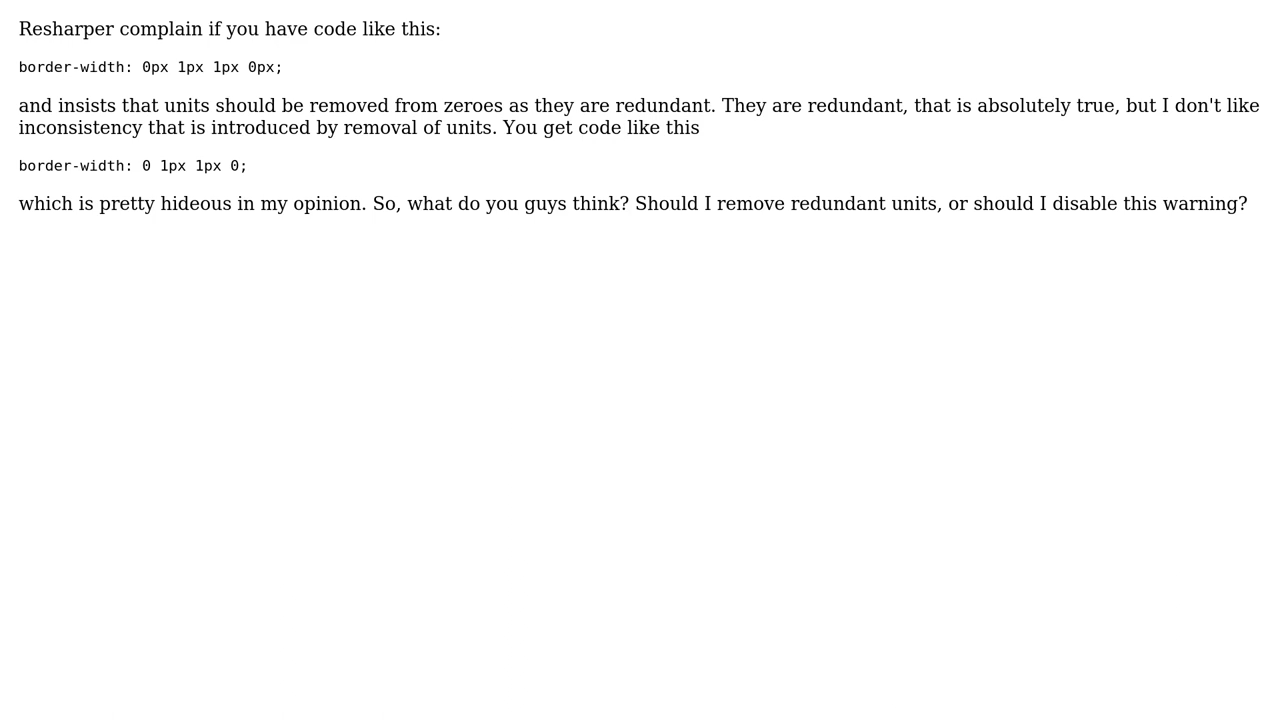 Resharper complain if you have code like this:
border-width: 0px 1px 1px 0px;
and insists that units should be removed from zeroes as they are redundant. They are redundant, that is absolutely true, but I don't like
inconsistency that is introduced by removal of units. You get code like this
border-width: 0 1px 1px 0;
which is pretty hideous in my opinion. So, what do you guys think? Should I remove redundant units, or should I disable this warning?